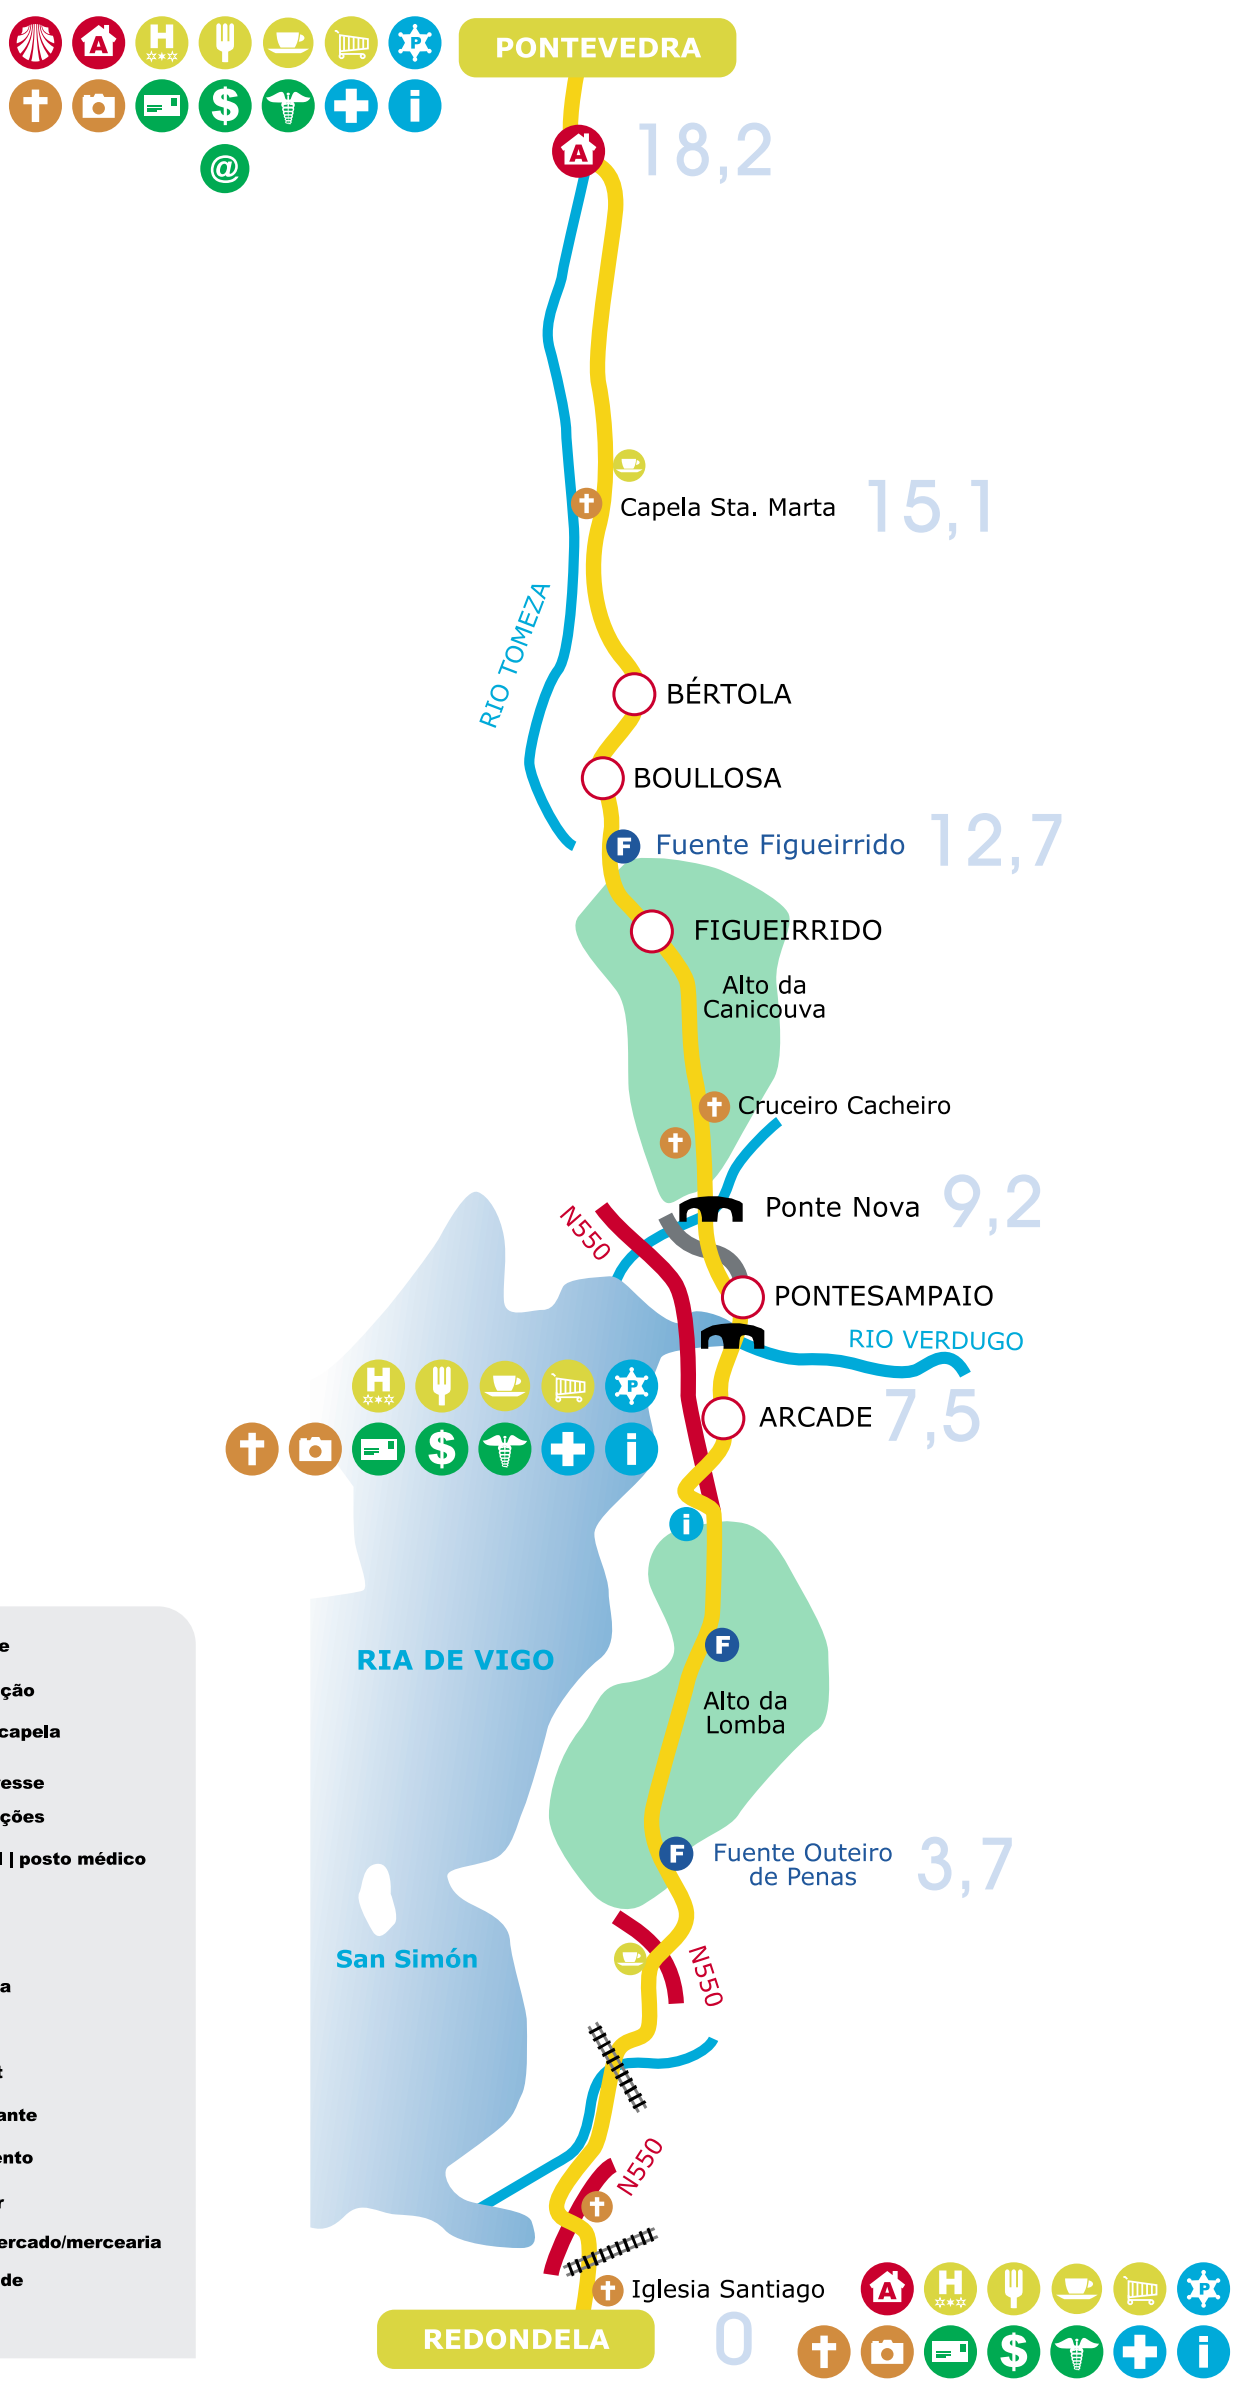 PONTEVEDRA
A
H
P
$
i
@
A
18,2
Capela Sta. Marta
15,1
RIO TOMEZA
BÉRTOLA
BOULLOSA
F
Fuente Figueirrido
12,7
FIGUEIRRIDO
Alto da
Canicouva
Cruceiro Cacheiro
N550
Ponte Nova
9,2
PONTESAMPAIO
RIO VERDUGO
H
P
$
i
ARCADE
7,5
i
F
RIA DE VIGO
Alto da
Lomba
F
Fuente Outeiro
de Penas
3,7
San Simón
N550
N550
Iglesia Santiago
REDONDELA
0
A
H
P
$
i
e
ção
capela
esse
ções
l | posto médico
a
t
ante
ento
r
ercado/mercearia
de